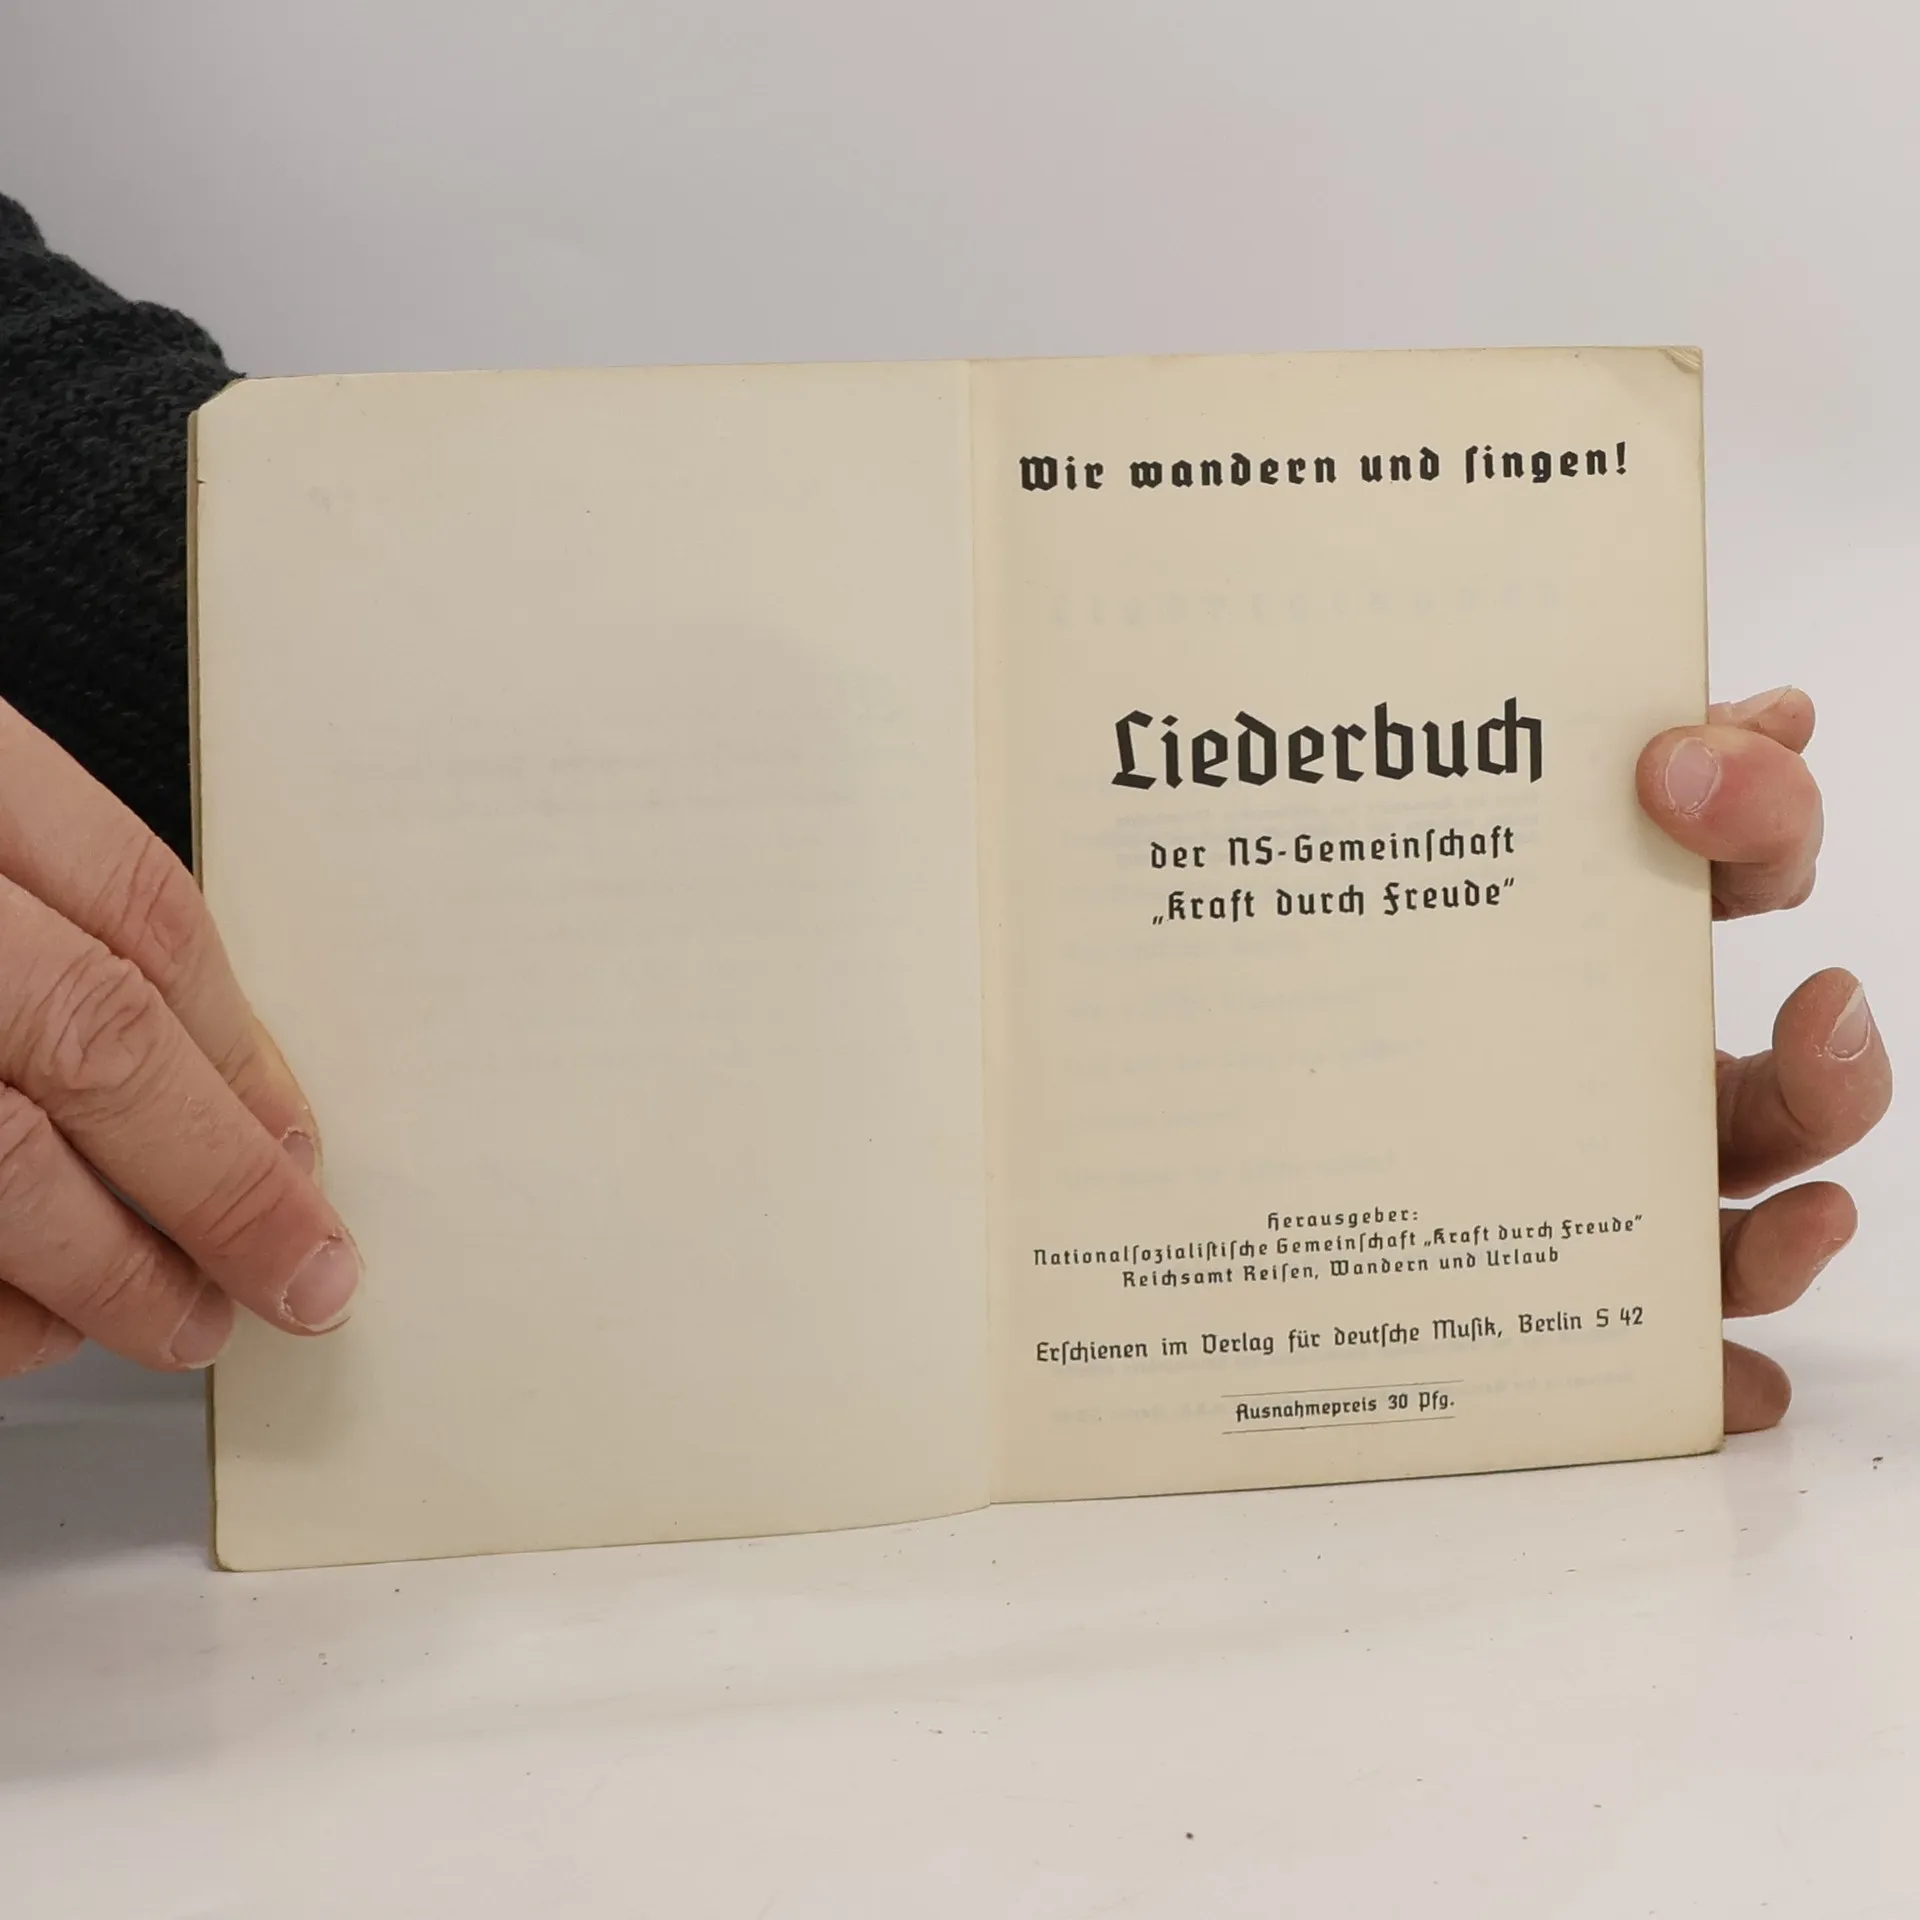 Wir wandern und ſingen!
Liederbuch
der NS-Gemeinſchaft
„Kraft durch Freude“
Herausgeber:
Nationalſozialiſtiſche Gemeinſchaft „Kraft durch Freude“
Reichsamt Reiſen, Wandern und Urlaub
Erſchienen im Verlag für deutſche Muſik, Berlin S 42
Ausnahmepreis 30 Pfg.